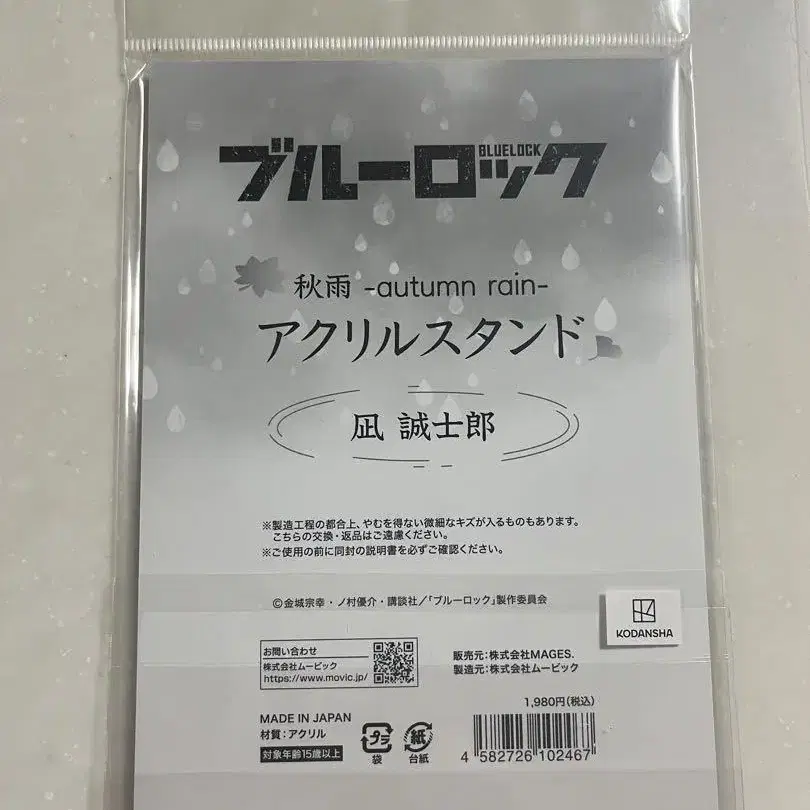 ブルーロック
BLUELOCK
秋雨 -autumn rain-
アクリルスタンド
凪 誠士郎
※製造工程の都合上、やむを得ない微細なキズが入るものもあります。
こちらの交換・返品はご遠慮ください。
※ご使用の前に同封の説明書を必ずご確認ください。
©金城宗幸・ノ村優介・講談社/「ブルーロック」製作委員会
KODANSHA
お問い合わせ
株式会社ムービック
https://www.movic.jp/
販売元:株式会社MAGES.
製造元:株式会社ムービック
1,980円(税込)
MADE IN JAPAN
材質:アクリル
対象年齢15歳以上
プラ
袋
紙
台紙
4 582726 102467